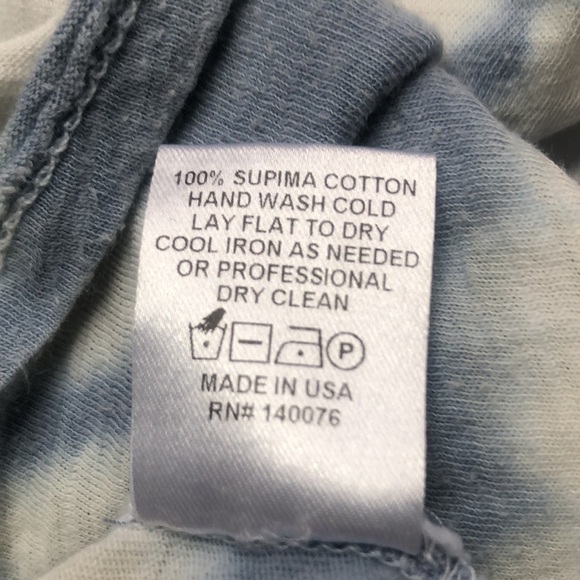 100% SUPIMA COTTON
HAND WASH COLD
LAY FLAT TO DRY
COOL IRON AS NEEDED
OR PROFESSIONAL
DRY CLEAN
P
MADE IN USA
RN# 140076